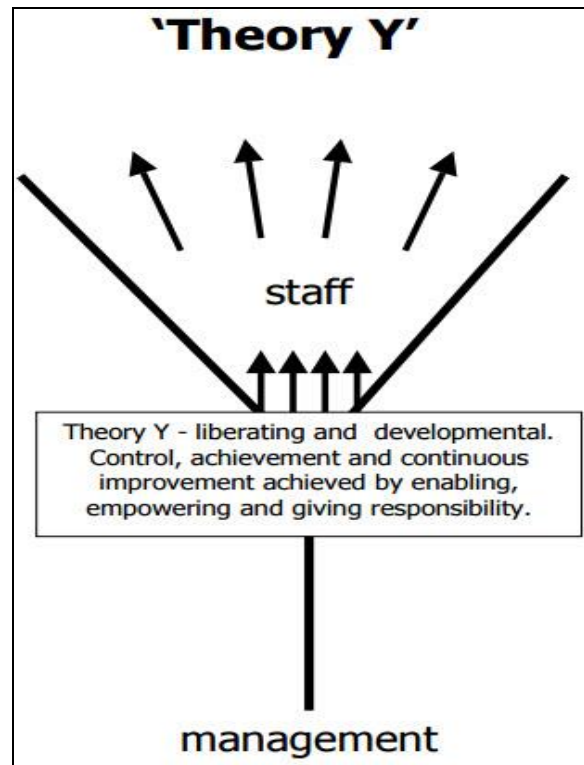 ‘Theory Y’
staff
Theory Y - liberating and developmental.
Control, achievement and continuous
improvement achieved by enabling,
empowering and giving responsibility.
management